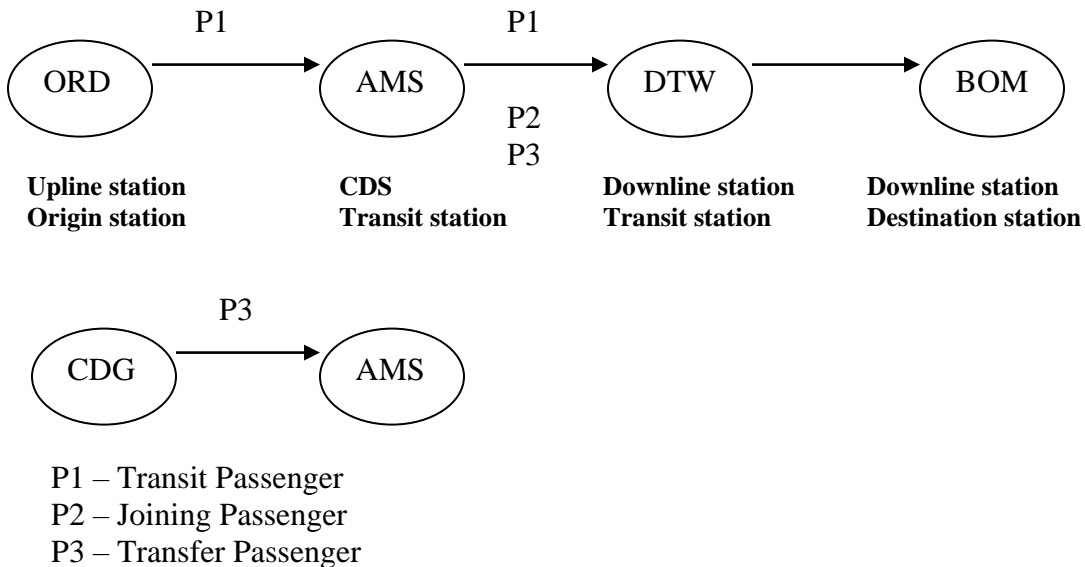 P1 P1
ORD AMS DTW BOM
P2
P3
Upline station CDS Downline station Downline station
Origin station Transit station Transit station Destination station
P3
CDG AMS
P1 – Transit Passenger
P2 – Joining Passenger
P3 – Transfer Passenger